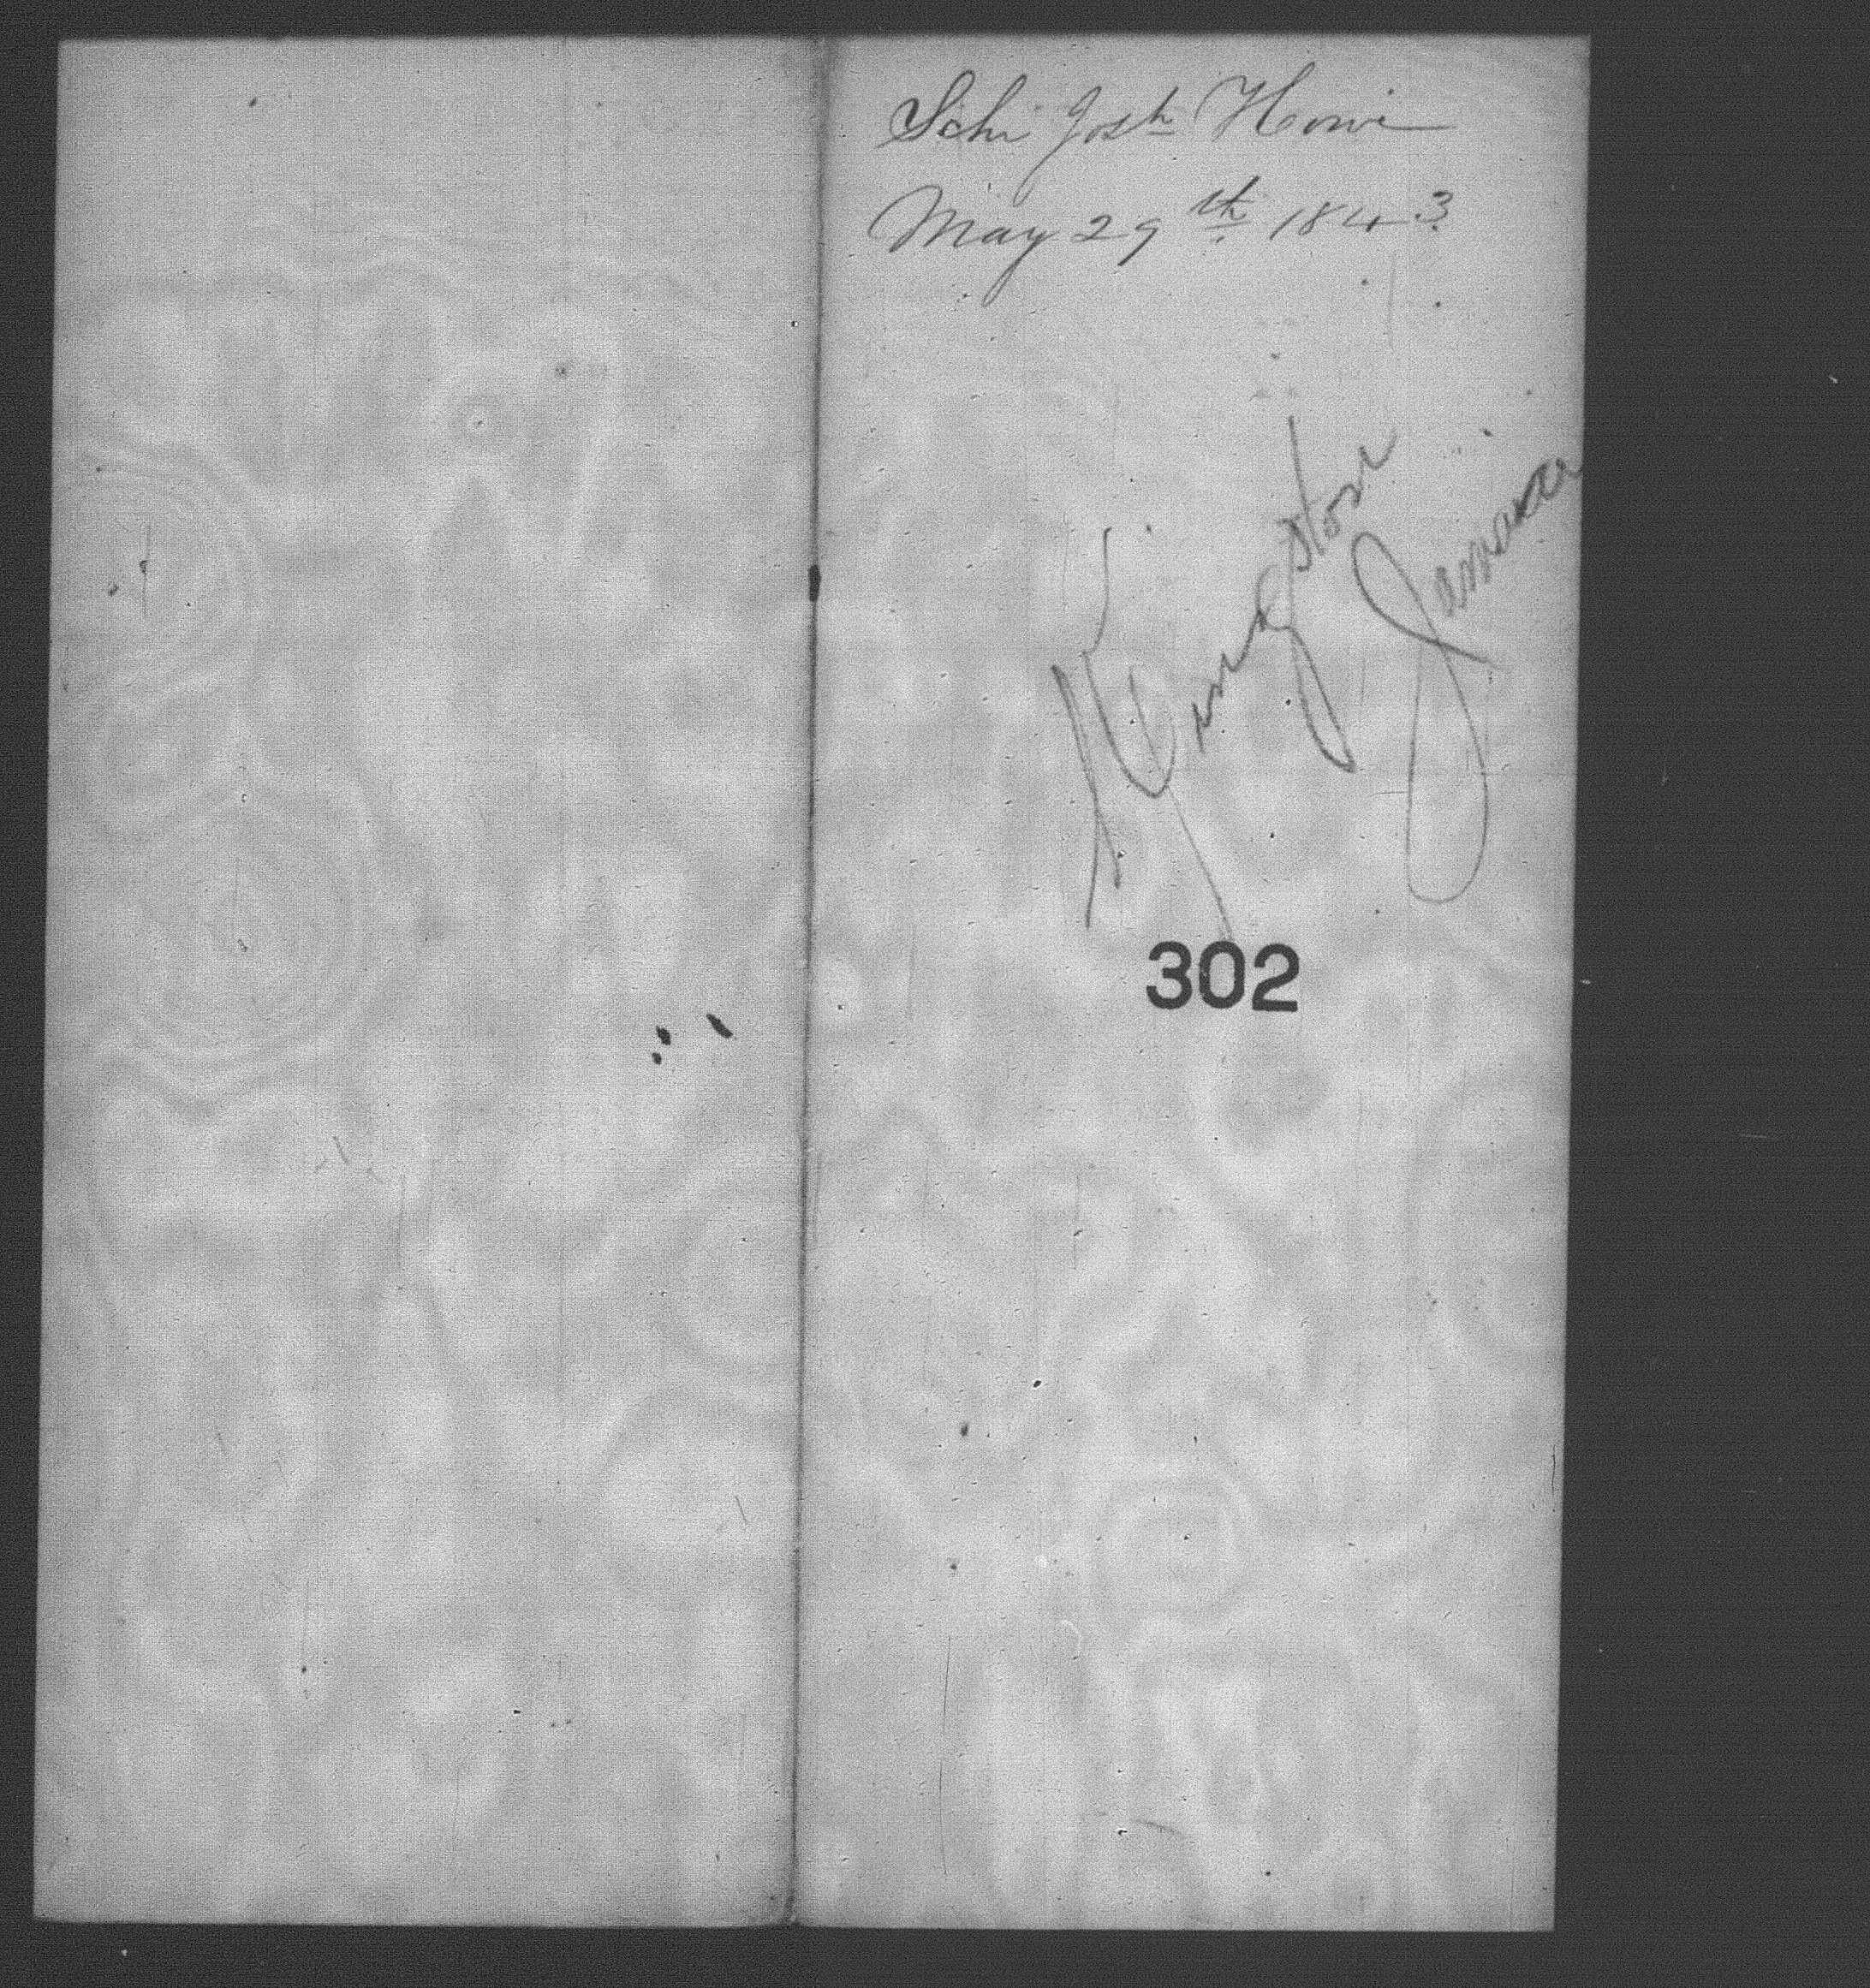 Schr Josh Howe
May 29th 1843
Kingston
Jamaica
302